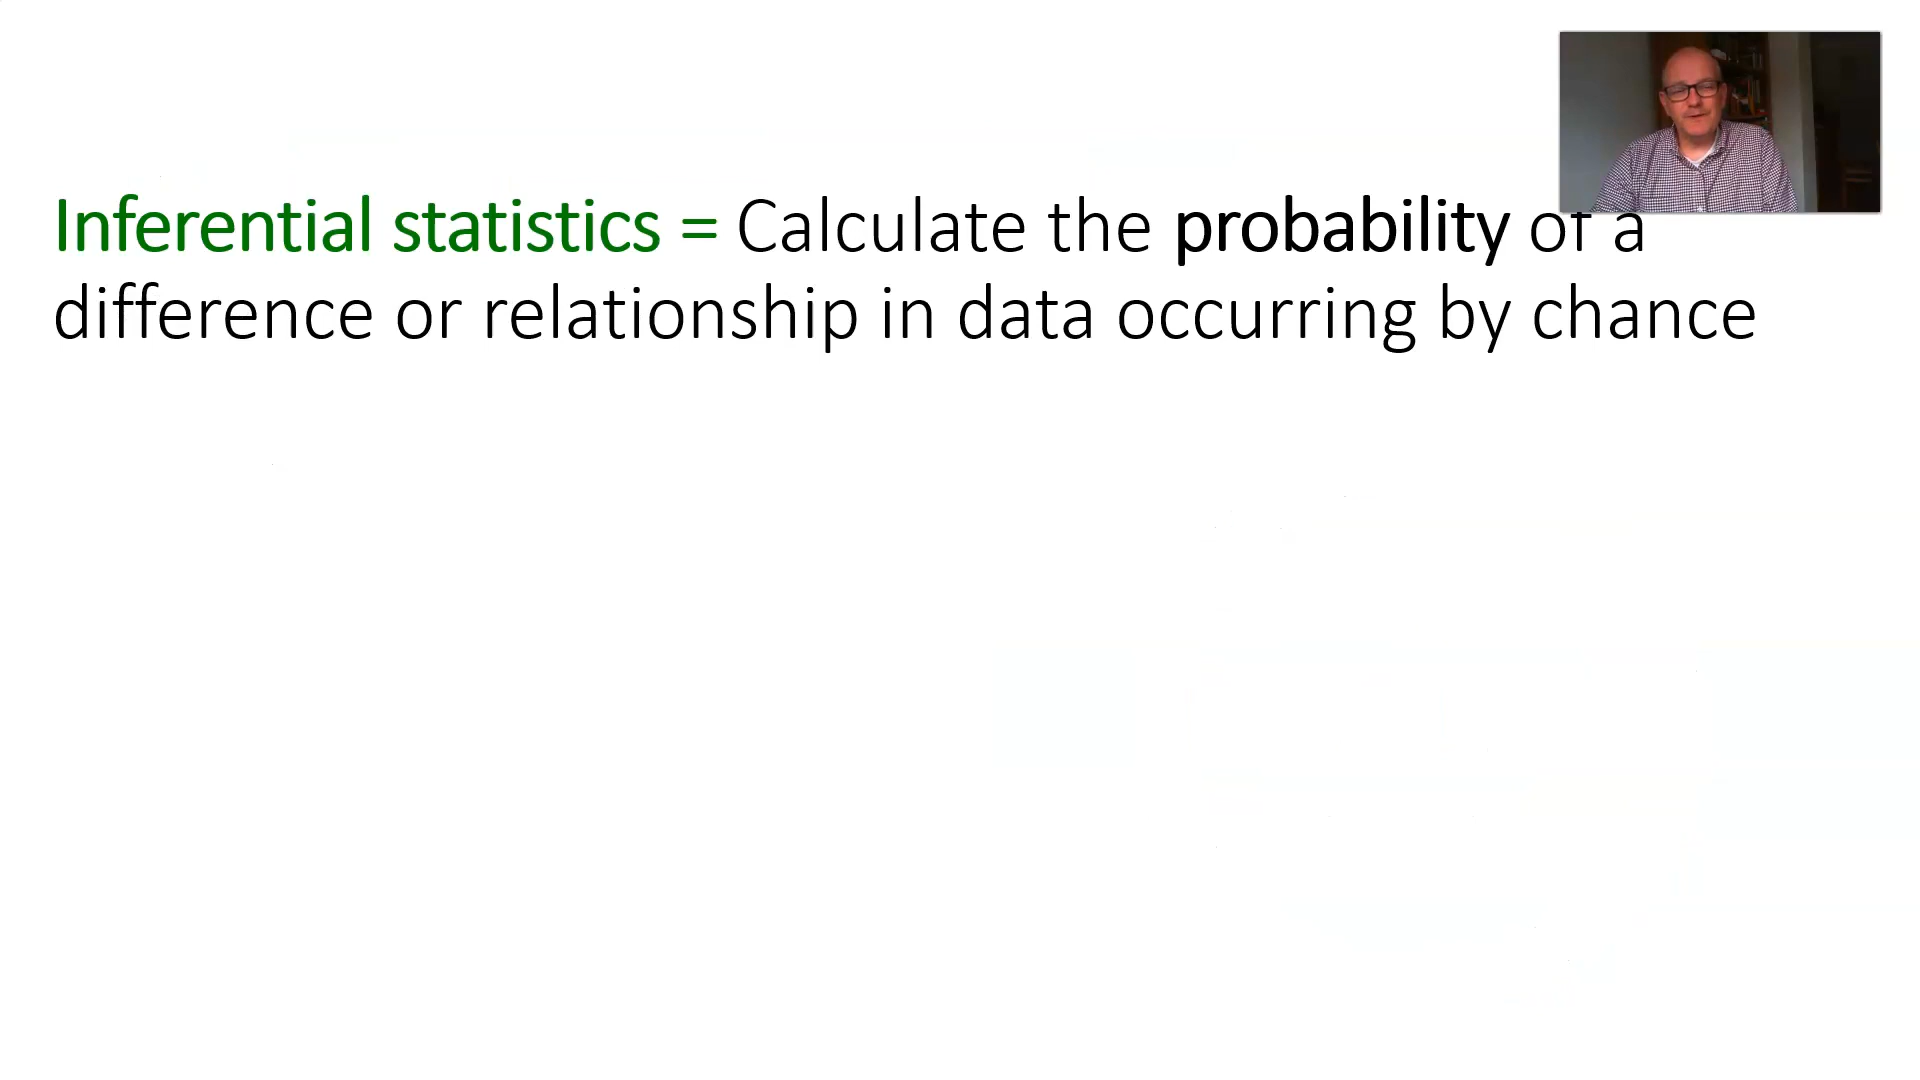 Inferential statistics = Calculate the probability of a
difference or relationship in data occurring by chance